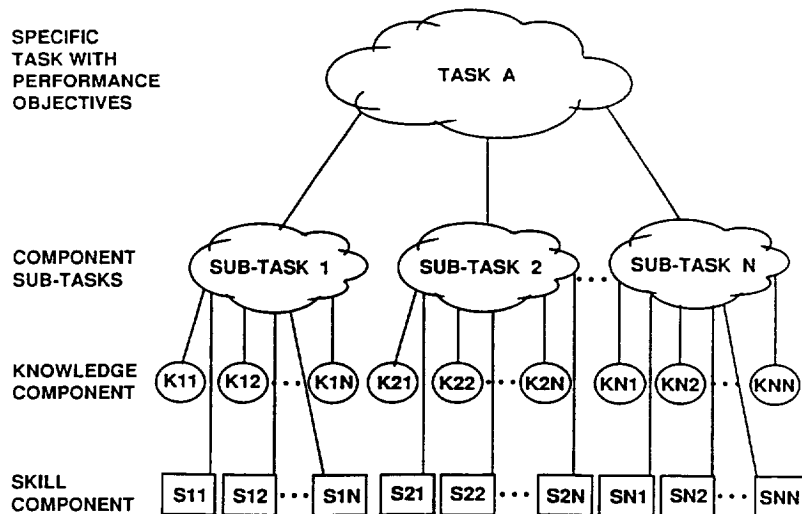 SPECIFIC
TASK WITH
PERFORMANCE
OBJECTIVES
TASK A
COMPONENT
SUB-TASKS
SUB-TASK 1
SUB-TASK 2
SUB-TASK N
KNOWLEDGE
COMPONENT
K11 K12 K1N K21 K22 K2N KN1 KN2 KNN
SKILL
COMPONENT
S11 S12 S1N S21 S22 S2N SN1 SN2 SNN